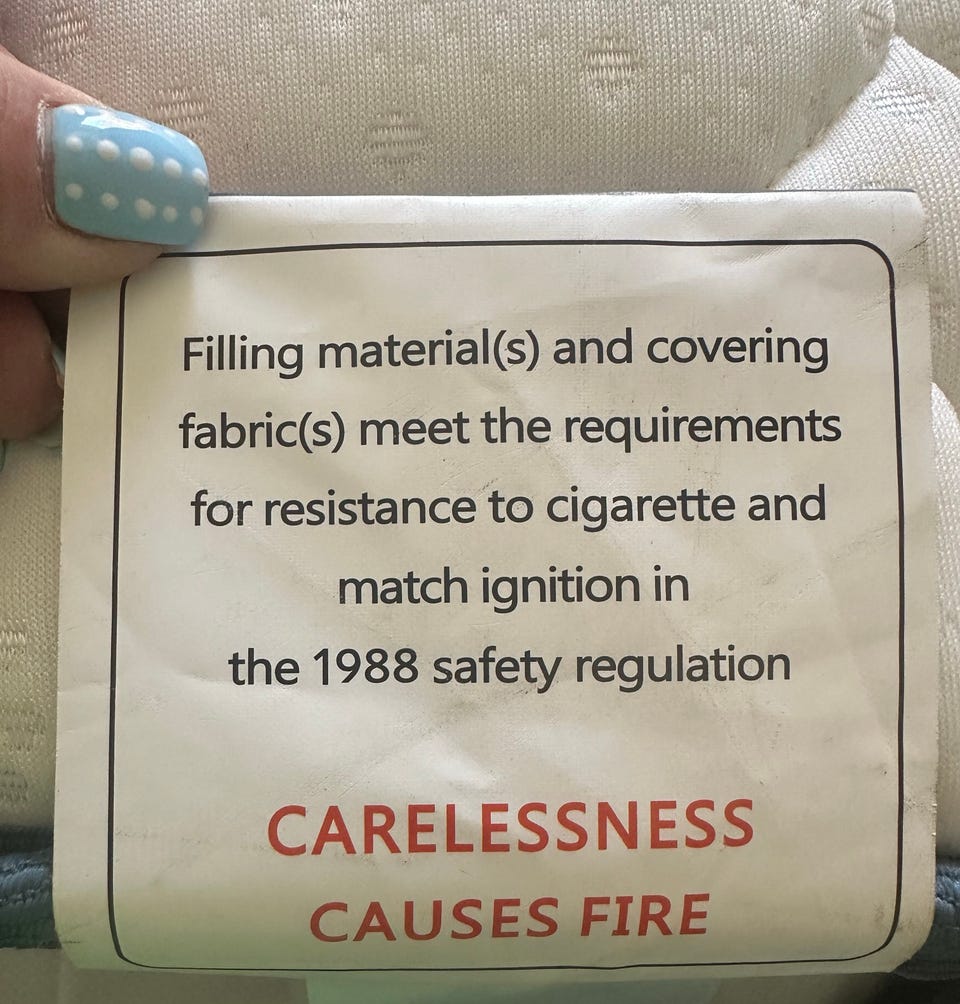 Filling material(s) and covering
fabric(s) meet the requirements
for resistance to cigarette and
match ignition in
the 1988 safety regulation
CARELESSNESS
CAUSES FIRE